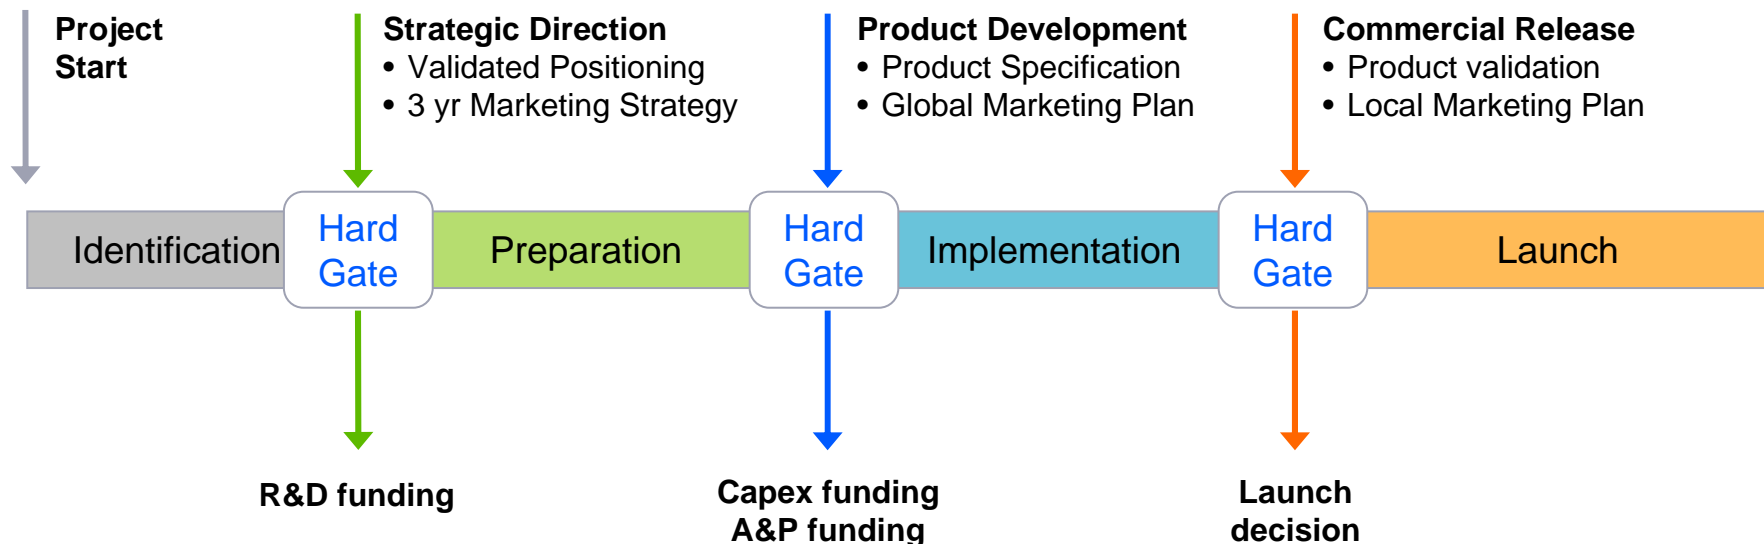 Project
Start
Strategic Direction
• Validated Positioning
• 3 yr Marketing Strategy
Product Development
• Product Specification
• Global Marketing Plan
Commercial Release
• Product validation
• Local Marketing Plan
Identification
Hard
Gate
Preparation
Hard
Gate
Implementation
Hard
Gate
Launch
R&D funding
Capex funding
A&P funding
Launch
decision